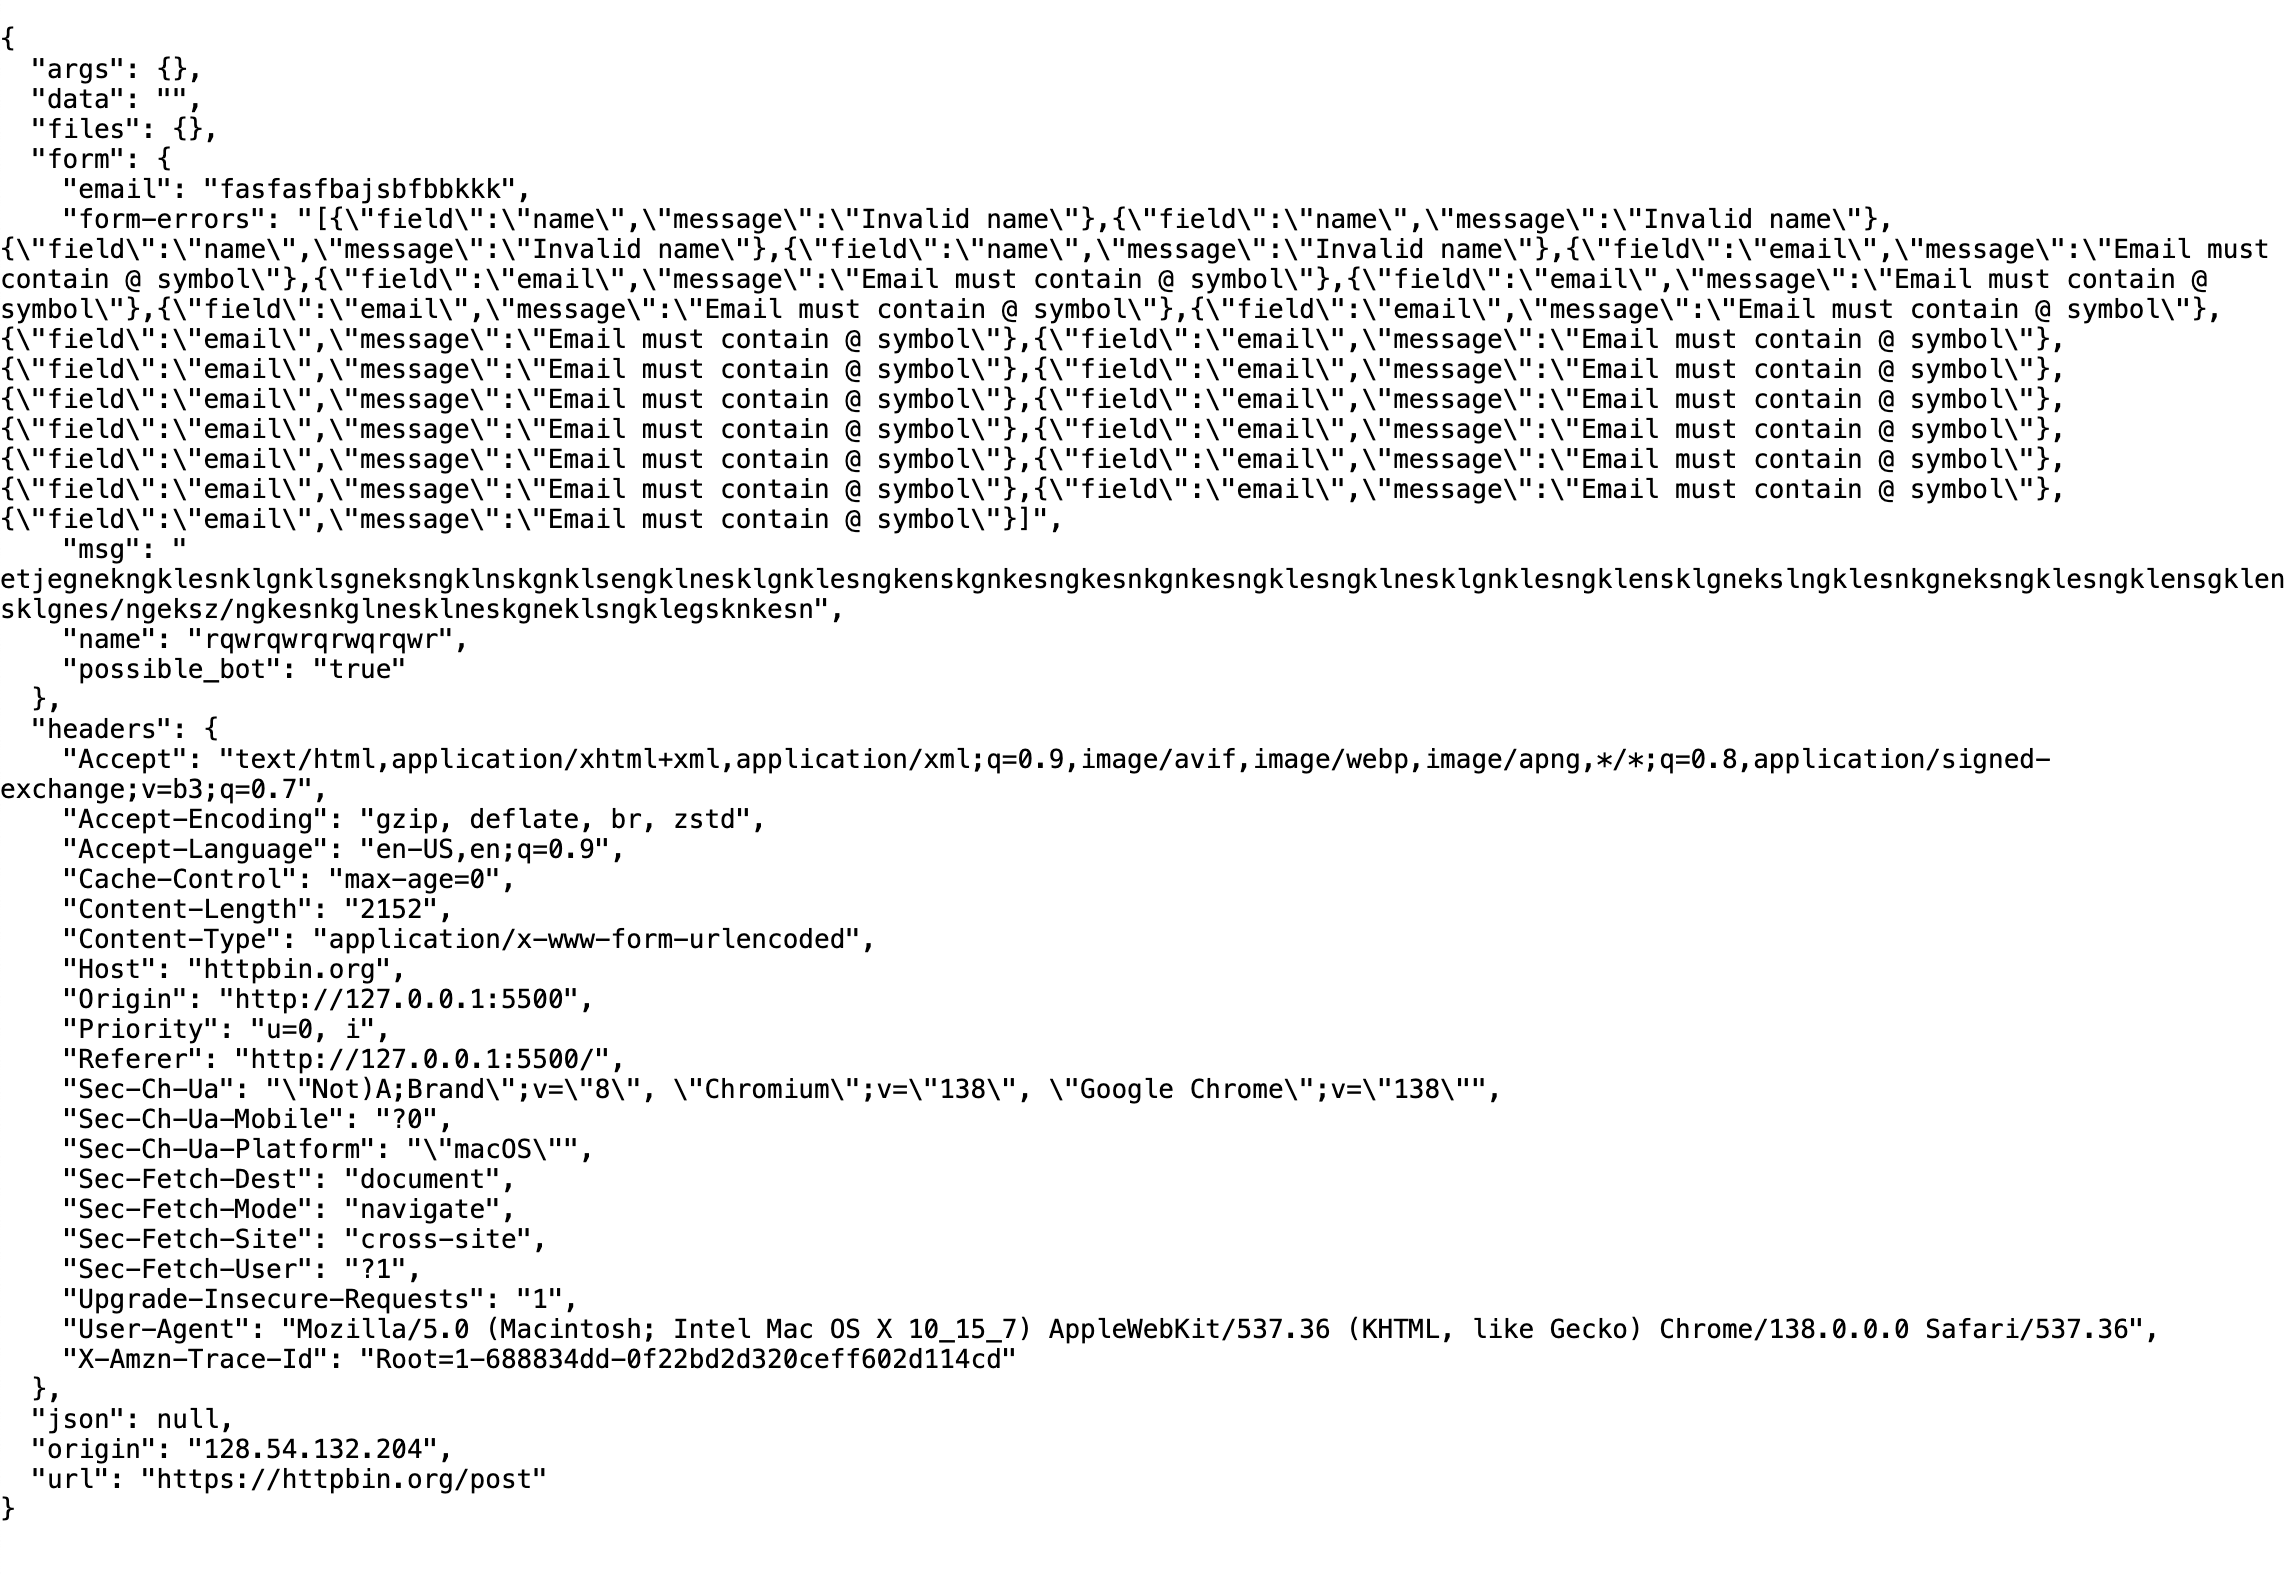 {
  "args": {},
  "data": "",
  "files": {},
  "form": {
    "email": "fasfasfbajsbfbbkkk",
    "form-errors": "[{\"field\":\"name\",\"message\":\"Invalid name\"},{\"field\":\"name\",\"message\":\"Invalid name\"},
{\"field\":\"name\",\"message\":\"Invalid name\"},{\"field\":\"name\",\"message\":\"Invalid name\"},{\"field\":\"email\",\"message\":\"Email must
contain @ symbol\"},{\"field\":\"email\",\"message\":\"Email must contain @ symbol\"},{\"field\":\"email\",\"message\":\"Email must contain @
symbol\"},{\"field\":\"email\",\"message\":\"Email must contain @ symbol\"},{\"field\":\"email\",\"message\":\"Email must contain @ symbol\"},
{\"field\":\"email\",\"message\":\"Email must contain @ symbol\"},{\"field\":\"email\",\"message\":\"Email must contain @ symbol\"},
{\"field\":\"email\",\"message\":\"Email must contain @ symbol\"},{\"field\":\"email\",\"message\":\"Email must contain @ symbol\"},
{\"field\":\"email\",\"message\":\"Email must contain @ symbol\"},{\"field\":\"email\",\"message\":\"Email must contain @ symbol\"},
{\"field\":\"email\",\"message\":\"Email must contain @ symbol\"},{\"field\":\"email\",\"message\":\"Email must contain @ symbol\"},
{\"field\":\"email\",\"message\":\"Email must contain @ symbol\"},{\"field\":\"email\",\"message\":\"Email must contain @ symbol\"},
{\"field\":\"email\",\"message\":\"Email must contain @ symbol\"},{\"field\":\"email\",\"message\":\"Email must contain @ symbol\"},
{\"field\":\"email\",\"message\":\"Email must contain @ symbol\"}]",
    "msg": "
etjegnekngklesnklgnklsgneksngklnskgnklsengklnesklgnklesngkenskgnkesngkesnkgnkesngklesngklnesklgnklesngklensklgnekslngklesnkgneksngklesngklensgklen
sklgnes/ngeksz/ngkesnkglnesklneskgneklsngklegsknkesn",
    "name": "rqwrqwrqrwqrqwr",
    "possible_bot": "true"
  },
  "headers": {
    "Accept": "text/html,application/xhtml+xml,application/xml;q=0.9,image/avif,image/webp,image/apng,*/*;q=0.8,application/signed-
exchange;v=b3;q=0.7",
    "Accept-Encoding": "gzip, deflate, br, zstd",
    "Accept-Language": "en-US,en;q=0.9",
    "Cache-Control": "max-age=0",
    "Content-Length": "2152",
    "Content-Type": "application/x-www-form-urlencoded",
    "Host": "httpbin.org",
    "Origin": "http://127.0.0.1:5500",
    "Priority": "u=0, i",
    "Referer": "http://127.0.0.1:5500/",
    "Sec-Ch-Ua": "\"Not)A;Brand\";v=\"8\", \"Chromium\";v=\"138\", \"Google Chrome\";v=\"138\"",
    "Sec-Ch-Ua-Mobile": "?0",
    "Sec-Ch-Ua-Platform": "\"macOS\"",
    "Sec-Fetch-Dest": "document",
    "Sec-Fetch-Mode": "navigate",
    "Sec-Fetch-Site": "cross-site",
    "Sec-Fetch-User": "?1",
    "Upgrade-Insecure-Requests": "1",
    "User-Agent": "Mozilla/5.0 (Macintosh; Intel Mac OS X 10_15_7) AppleWebKit/537.36 (KHTML, like Gecko) Chrome/138.0.0.0 Safari/537.36",
    "X-Amzn-Trace-Id": "Root=1-688834dd-0f22bd2d320ceff602d114cd"
  },
  "json": null,
  "origin": "128.54.132.204",
  "url": "https://httpbin.org/post"
}